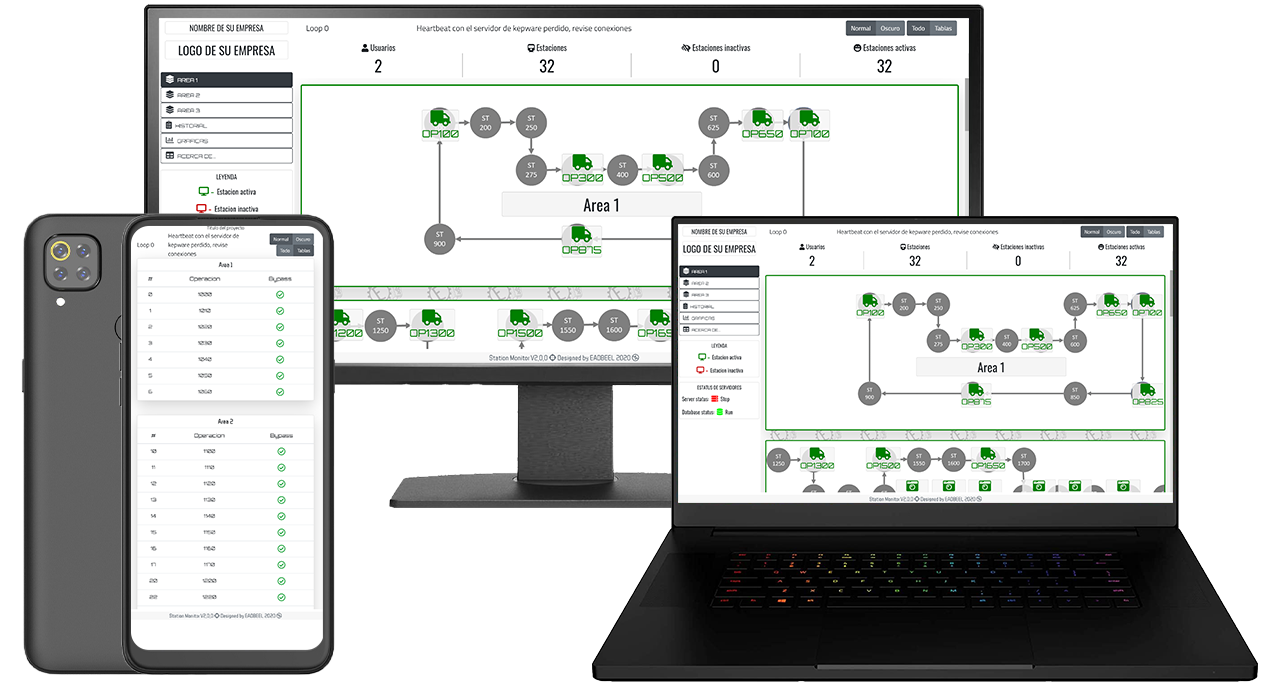 NOMBRE DE SU EMPRESA
LOGO DE SU EMPRESA
Loop 0
Heartbeat con el servidor de kepware perdido, revise conexiones
Normal Oscuro Todo Tablas
Usuarios
2
Estaciones
32
Estaciones inactivas
0
Estaciones activas
32
AREA 1
AREA 2
AREA 3
HISTORIAL
GRAFICAS
ACERCA DE...
LEYENDA
- Estacion activa
- Estacion inactiva
OP100
ST 200
ST 250
ST 275
OP300
ST 400
OP500
ST 600
ST 625
OP650
OP700
Area 1
ST 900
OP875
1200
ST 1250
OP1300
OP1500
ST 1550
ST 1600
OP165
Station Monitor V2,0,0 Designed by EAOBEEL 2020
Titulo del proyecto
Loop 0
Heartbeat con el servidor de
kepware perdido, revise
conexiones
Normal Oscuro
Todo Tablas
Area 1
# Operacion Bypass
0 1000
1 1010
2 1020
3 1030
4 1040
5 1050
6 1060
Area 2
# Operacion Bypass
10 1100
11 1110
12 1120
13 1130
14 1140
15 1150
16 1160
17 1170
20 1200
22 1220
Station Monitor V2,0,0 Designed by EAOBEEL 2020
NOMBRE DE SU EMPRESA
LOGO DE SU EMPRESA
Loop 0
Heartbeat con el servidor de kepware perdido, revise conexiones
Normal Oscuro Todo Tablas
Usuarios
2
Estaciones
32
Estaciones inactivas
0
Estaciones activas
32
AREA 1
AREA 2
AREA 3
HISTORIAL
GRAFICAS
ACERCA DE...
LEYENDA
- Estacion activa
- Estacion inactiva
ESTATUS DE SERVIDORES
Server status: Stop
Database status: Run
OP100
ST 200
ST 250
ST 275
OP300
ST 400
OP500
ST 600
ST 625
OP650
OP700
Area 1
ST 900
OP875
ST 850
OP825
ST 1250
OP1300
OP1500
ST 1550
ST 1600
OP1650
ST 1700
Station Monitor V2,0,0 Designed by EAOBEEL 2020